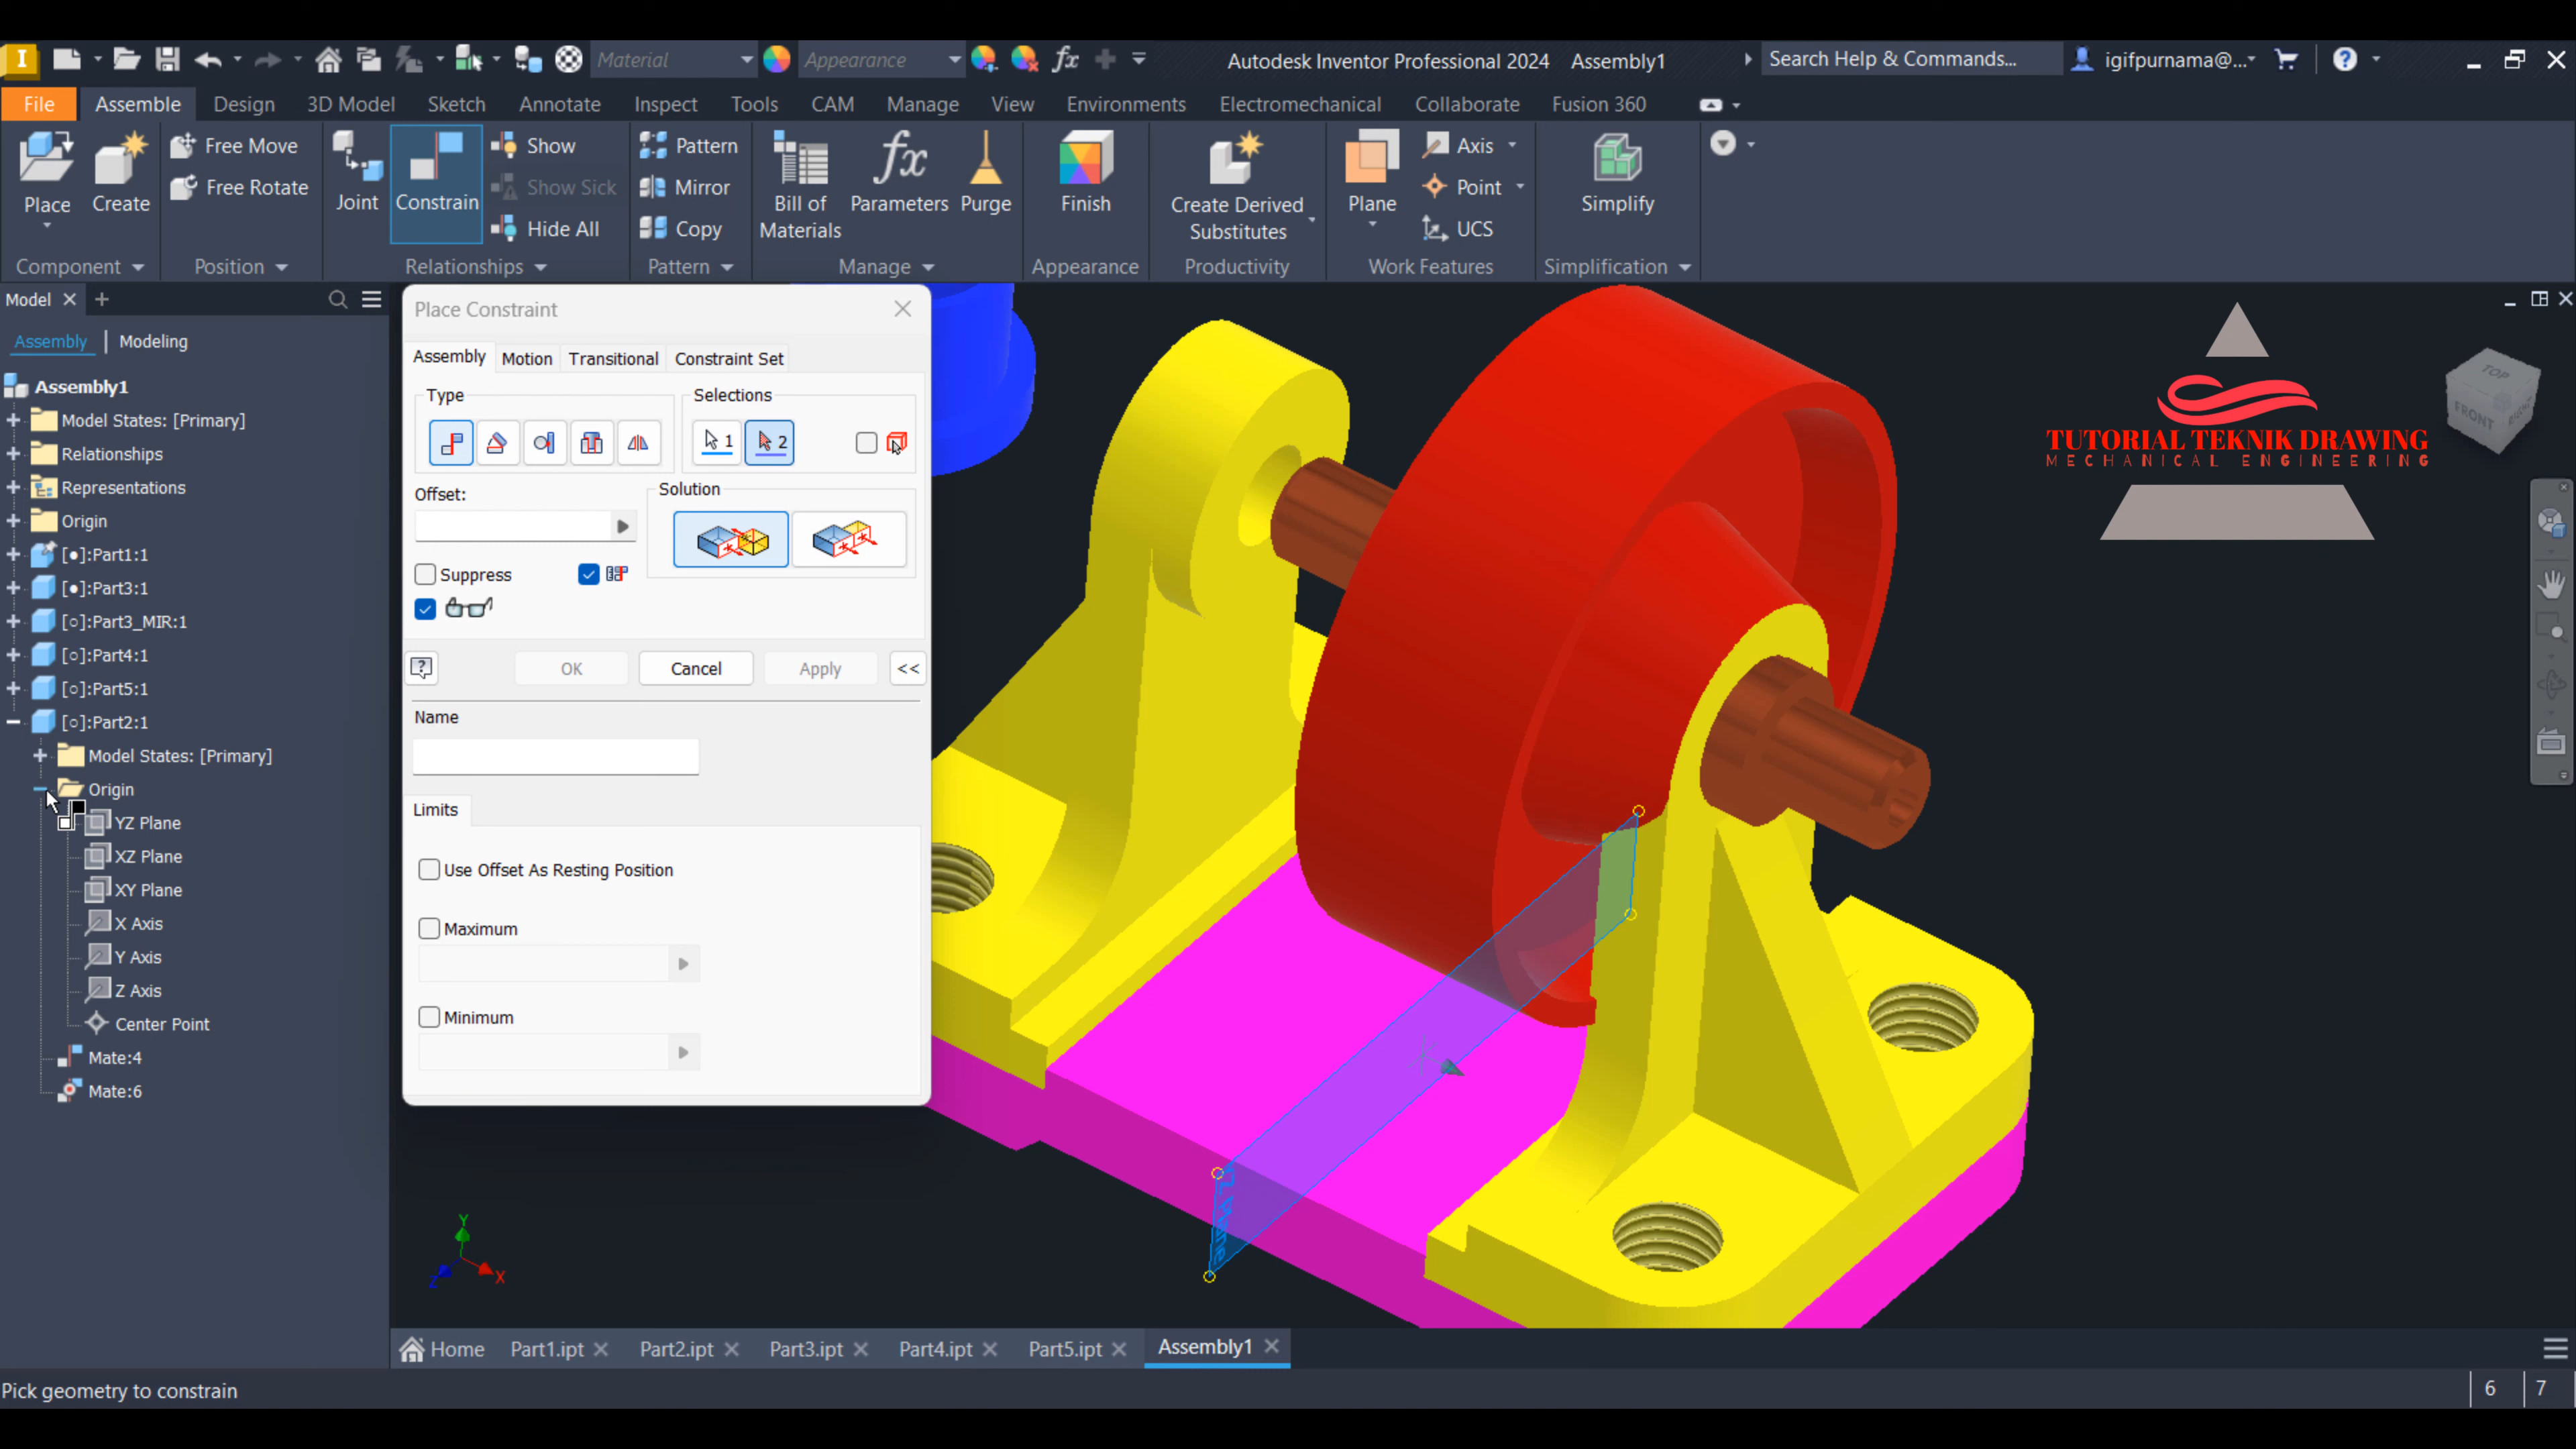 Material
Appearance
fx
Autodesk Inventor Professional 2024 Assembly1
Search Help & Commands...
igifpurnama@...
File
Assemble
Design
3D Model
Sketch
Annotate
Inspect
Tools
CAM
Manage
View
Environments
Electromechanical
Collaborate
Fusion 360
Place
Create
Free Move
Free Rotate
Joint
Constrain
Show
Show Sick
Hide All
Pattern
Mirror
Copy
Bill of
Materials
fx
Parameters
Purge
Finish
Create Derived
Substitutes
Plane
Axis
Point
UCS
Simplify
Component
Position
Relationships
Pattern
Manage
Appearance
Productivity
Work Features
Simplification
Model
Assembly | Modeling
Assembly1
Model States: [Primary]
Relationships
Representations
Origin
[●]:Part1:1
[●]:Part3:1
[○]:Part3_MIR:1
[○]:Part4:1
[○]:Part5:1
[○]:Part2:1
Model States: [Primary]
Origin
YZ Plane
XZ Plane
XY Plane
X Axis
Y Axis
Z Axis
Center Point
Mate:4
Mate:6
Place Constraint
Assembly
Motion
Transitional
Constraint Set
Type
Selections
1
2
Offset:
Solution
Suppress
OK
Cancel
Apply
<<
Name
Limits
Use Offset As Resting Position
Maximum
Minimum
TUTORIAL TEKNIK DRAWING
MECHANICAL ENGINEERING
TOP
FRONT
Y
X
Z
Home
Part1.ipt
Part2.ipt
Part3.ipt
Part4.ipt
Part5.ipt
Assembly1
Pick geometry to constrain
6
7